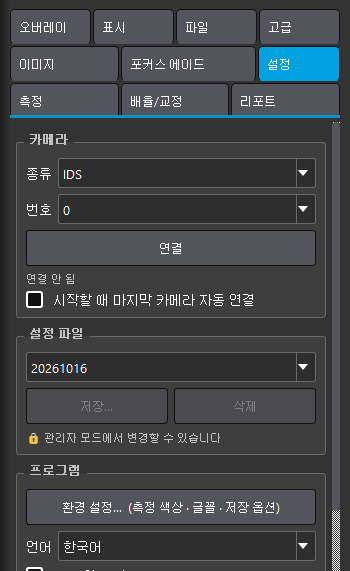 오버레이 표시 파일 고급
이미지 포커스 에이드 설정
측정 배율/교정 리포트
카메라
종류 IDS
번호 0
연결
연결 안 됨
시작할 때 마지막 카메라 자동 연결
설정 파일
20261016
저장... 삭제
관리자 모드에서 변경할 수 있습니다
프로그램
환경 설정... (측정 색상 · 글꼴 · 저장 옵션)
언어 한국어